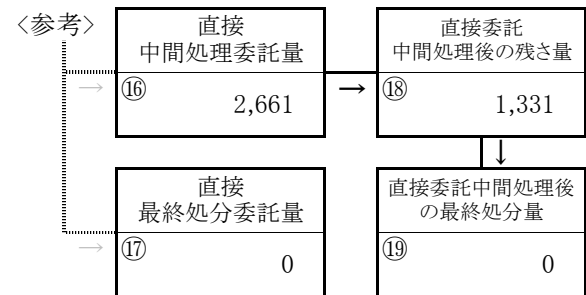 〈参考〉
直接
中間処理委託量
⑯
2,661
→
→
直接委託
中間処理後の残さ量
⑱
1,331
↓
直接
最終処分委託量
→
⑰
0
直接委託中間処理後
の最終処分量
⑲
0